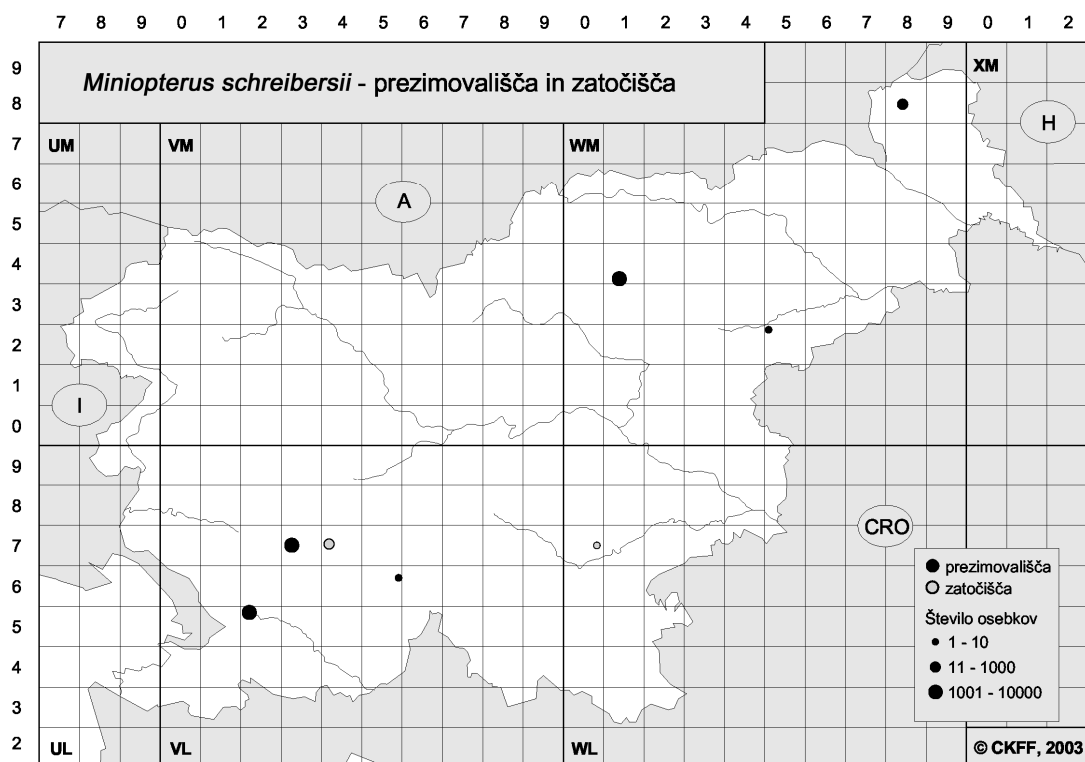 7 8 9 0 1 2 3 4 5 6 7 8 9 0 1 2 3 4 5 6 7 8 9 0 1 2
Miniopterus schreibersii - prezimovališča in zatočišča
XM
9
8
H
7 UM VM WM
6
A
5
4
3
2
1
I
0
9
8
CRO
7
prezimovališča
6
zatočišča
Število osebkov
5
1 - 10
4
11 - 1000
3
1001 - 10000
2 UL VL WL © CKFF, 2003